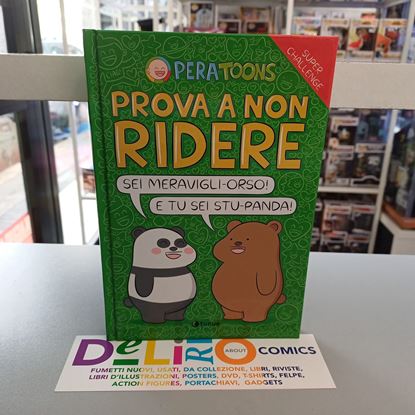 SUPER
CHALLENGE
PERATOONS
PROVA A NON
RIDERE
SEI MERAVIGLI-ORSO!
E TU SEI STU-PANDA!
TUNUÉ
DeLiRIO ABOUT COMICS
FUMETTI NUOVI, USATI, DA COLLEZIONE, LIBRI, RIVISTE,
LIBRI D'ILLUSTRAZIONI, POSTERS, DVD, T-SHIRTS, FELPE,
ACTION FIGURES, PORTACHIAVI, GADGETS